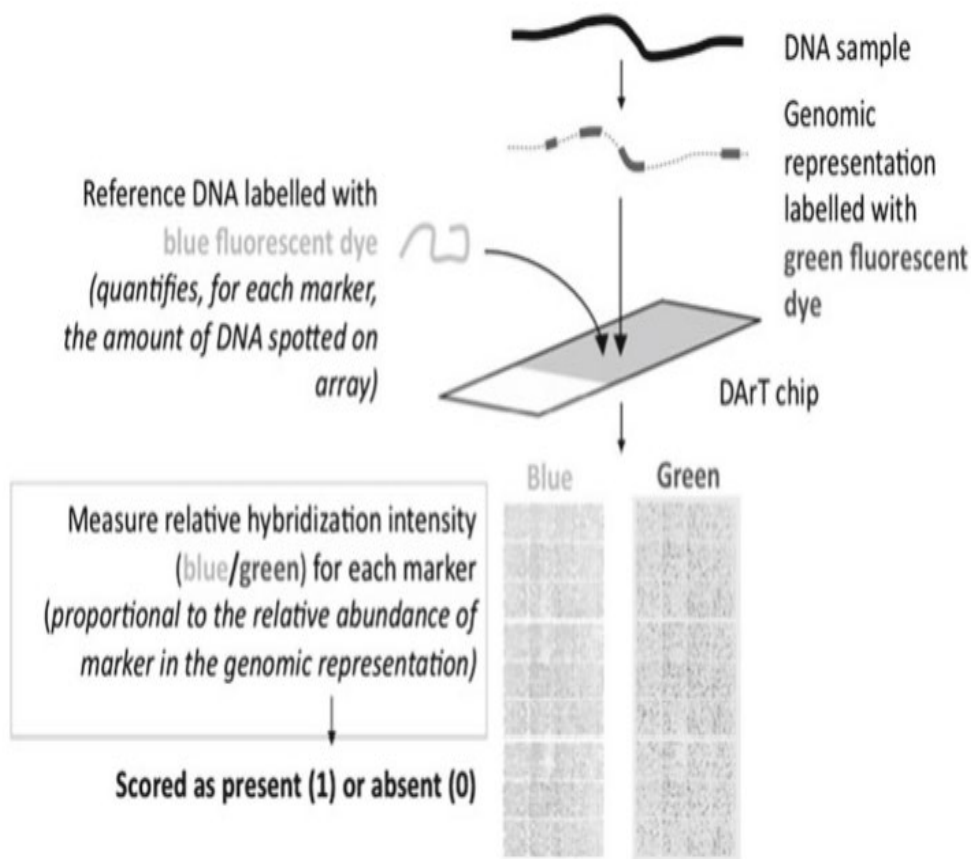 DNA sample
Genomic
representation
labelled with
green fluorescent
dye
Reference DNA labelled with
blue fluorescent dye
(quantifies, for each marker,
the amount of DNA spotted on
array)
DArT chip
Blue
Green
Measure relative hybridization intensity
(blue/green) for each marker
(proportional to the relative abundance of
marker in the genomic representation)
Scored as present (1) or absent (0)